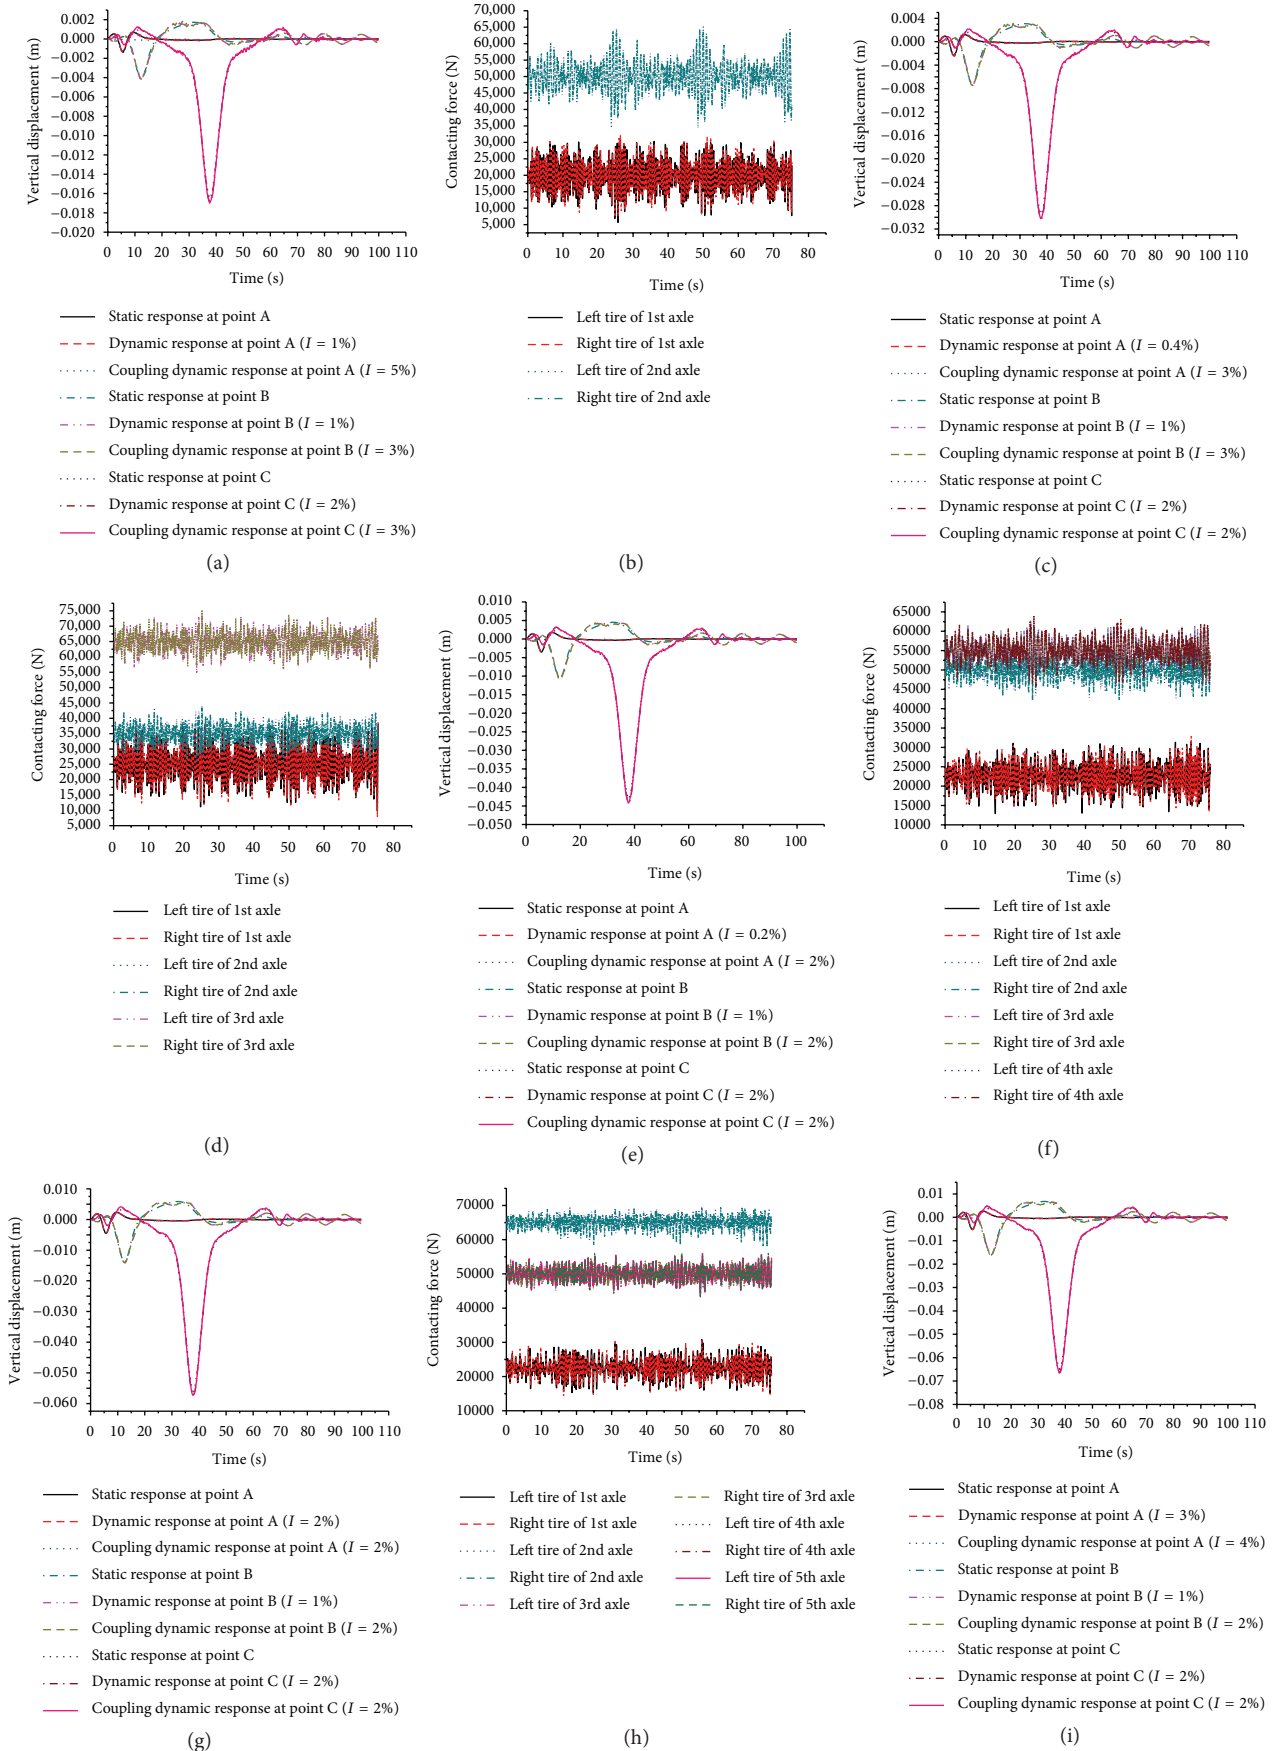 0.002
0.000
−0.002
−0.004
−0.006
−0.008
−0.010
−0.012
−0.014
−0.016
−0.018
−0.020
Vertical displacement (m)
0 10 20 30 40 50 60 70 80 90 100 110
Time (s)
Static response at point A
Dynamic response at point A (I = 1%)
Coupling dynamic response at point A (I = 5%)
Static response at point B
Dynamic response at point B (I = 1%)
Coupling dynamic response at point B (I = 3%)
Static response at point C
Dynamic response at point C (I = 2%)
Coupling dynamic response at point C (I = 3%)
(a)
70,000
65,000
60,000
55,000
50,000
45,000
40,000
35,000
30,000
25,000
20,000
15,000
10,000
5,000
Contacting force (N)
0 10 20 30 40 50 60 70 80
Time (s)
Left tire of 1st axle
Right tire of 1st axle
Left tire of 2nd axle
Right tire of 2nd axle
(b)
0.004
0.000
−0.004
−0.008
−0.012
−0.016
−0.020
−0.024
−0.028
−0.032
Vertical displacement (m)
0 10 20 30 40 50 60 70 80 90 100 110
Time (s)
Static response at point A
Dynamic response at point A (I = 0.4%)
Coupling dynamic response at point A (I = 3%)
Static response at point B
Dynamic response at point B (I = 1%)
Coupling dynamic response at point B (I = 3%)
Static response at point C
Dynamic response at point C (I = 2%)
Coupling dynamic response at point C (I = 2%)
(c)
75,000
70,000
65,000
60,000
55,000
50,000
45,000
40,000
35,000
30,000
25,000
20,000
15,000
10,000
5,000
Contacting force (N)
0 10 20 30 40 50 60 70 80
Time (s)
Left tire of 1st axle
Right tire of 1st axle
Left tire of 2nd axle
Right tire of 2nd axle
Left tire of 3rd axle
Right tire of 3rd axle
(d)
0.010
0.005
0.000
−0.005
−0.010
−0.015
−0.020
−0.025
−0.030
−0.035
−0.040
−0.045
−0.050
Vertical displacement (m)
0 20 40 60 80 100
Time (s)
Static response at point A
Dynamic response at point A (I = 0.2%)
Coupling dynamic response at point A (I = 2%)
Static response at point B
Dynamic response at point B (I = 1%)
Coupling dynamic response at point B (I = 2%)
Static response at point C
Dynamic response at point C (I = 2%)
Coupling dynamic response at point C (I = 2%)
(e)
65000
60000
55000
50000
45000
40000
35000
30000
25000
20000
15000
10000
Contacting force (N)
0 10 20 30 40 50 60 70 80
Time (s)
Left tire of 1st axle
Right tire of 1st axle
Left tire of 2nd axle
Right tire of 2nd axle
Left tire of 3rd axle
Right tire of 3rd axle
Left tire of 4th axle
Right tire of 4th axle
(f)
0.010
0.000
−0.010
−0.020
−0.030
−0.040
−0.050
−0.060
Vertical displacement (m)
0 10 20 30 40 50 60 70 80 90 100 110
Time (s)
Static response at point A
Dynamic response at point A (I = 2%)
Coupling dynamic response at point A (I = 2%)
Static response at point B
Dynamic response at point B (I = 1%)
Coupling dynamic response at point B (I = 2%)
Static response at point C
Dynamic response at point C (I = 2%)
Coupling dynamic response at point C (I = 2%)
(g)
70000
60000
50000
40000
30000
20000
10000
Contacting force (N)
0 10 20 30 40 50 60 70 80
Time (s)
Left tire of 1st axle
Right tire of 1st axle
Left tire of 2nd axle
Right tire of 2nd axle
Left tire of 3rd axle
Right tire of 3rd axle
Left tire of 4th axle
Right tire of 4th axle
Left tire of 5th axle
Right tire of 5th axle
(h)
0.01
0.00
−0.01
−0.02
−0.03
−0.04
−0.05
−0.06
−0.07
−0.08
Vertical displacement (m)
0 10 20 30 40 50 60 70 80 90 100 110
Time (s)
Static response at point A
Dynamic response at point A (I = 3%)
Coupling dynamic response at point A (I = 4%)
Static response at point B
Dynamic response at point B (I = 1%)
Coupling dynamic response at point B (I = 2%)
Static response at point C
Dynamic response at point C (I = 2%)
Coupling dynamic response at point C (I = 2%)
(i)